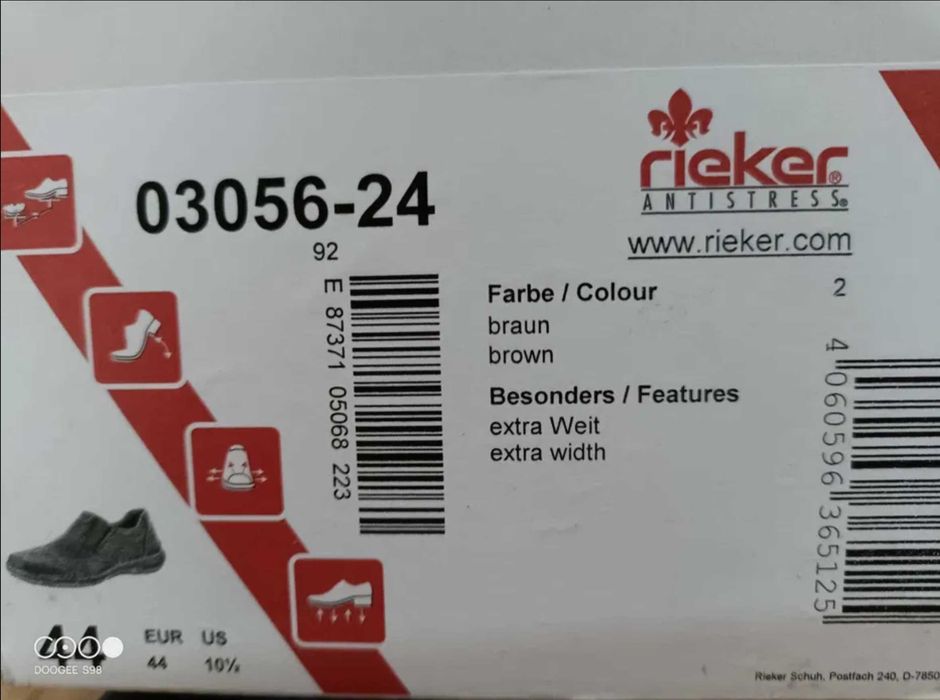 rieker®
ANTISTRESS®
www.rieker.com
03056-24
92
E 87371 05068 223
Farbe / Colour
braun
brown
Besonders / Features
extra Weit
extra width
2
4 060596 365125
44
EUR US
44 10½
DOOGEE S98
Rieker Schuh, Postfach 240, D-7850